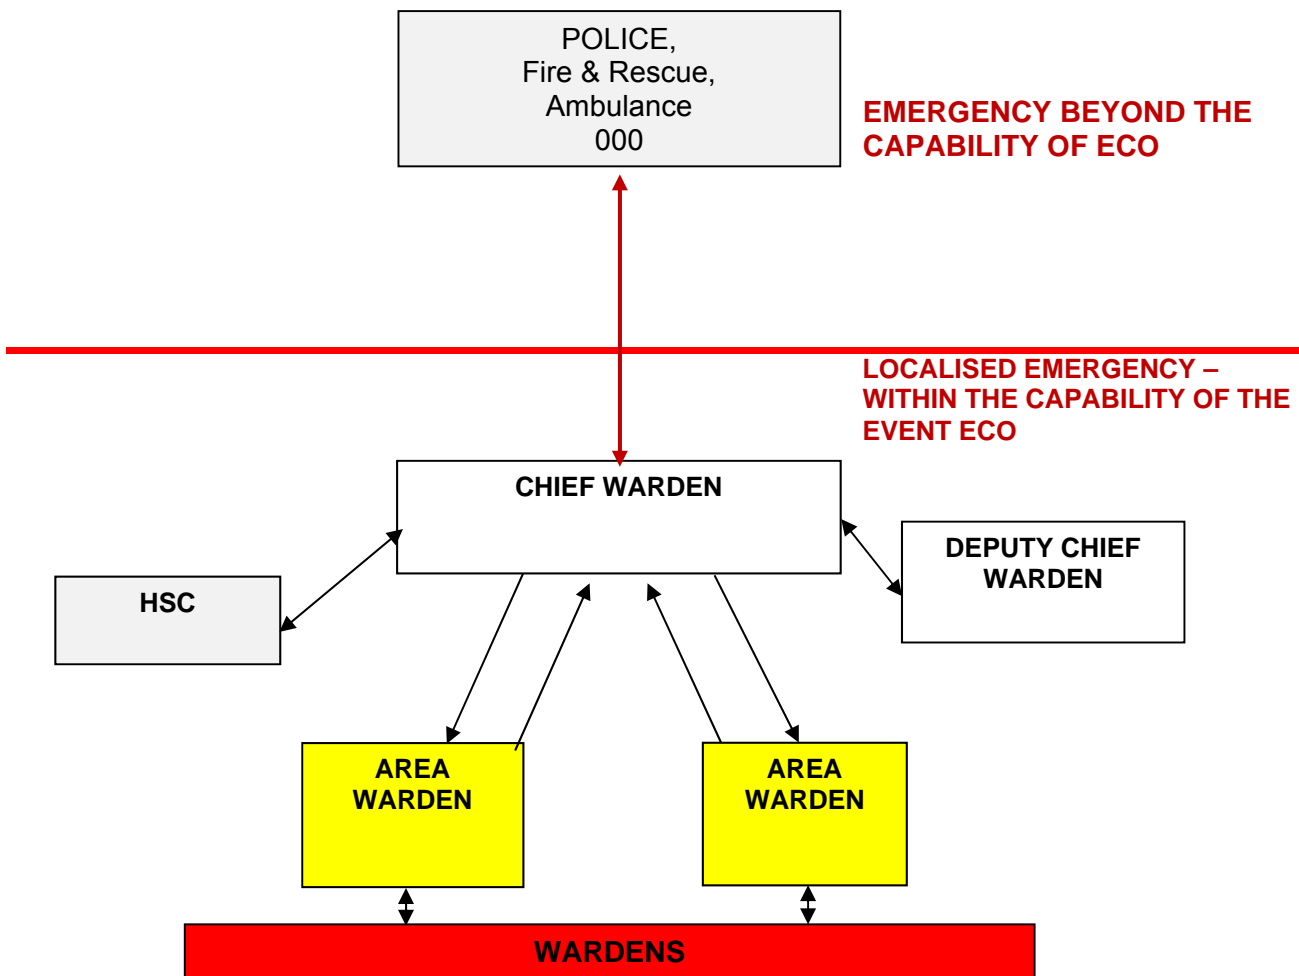 POLICE,
Fire & Rescue,
Ambulance
000
EMERGENCY BEYOND THE
CAPABILITY OF ECO
LOCALISED EMERGENCY –
WITHIN THE CAPABILITY OF THE
EVENT ECO
CHIEF WARDEN
DEPUTY CHIEF
WARDEN
HSC
AREA
WARDEN
AREA
WARDEN
WARDENS